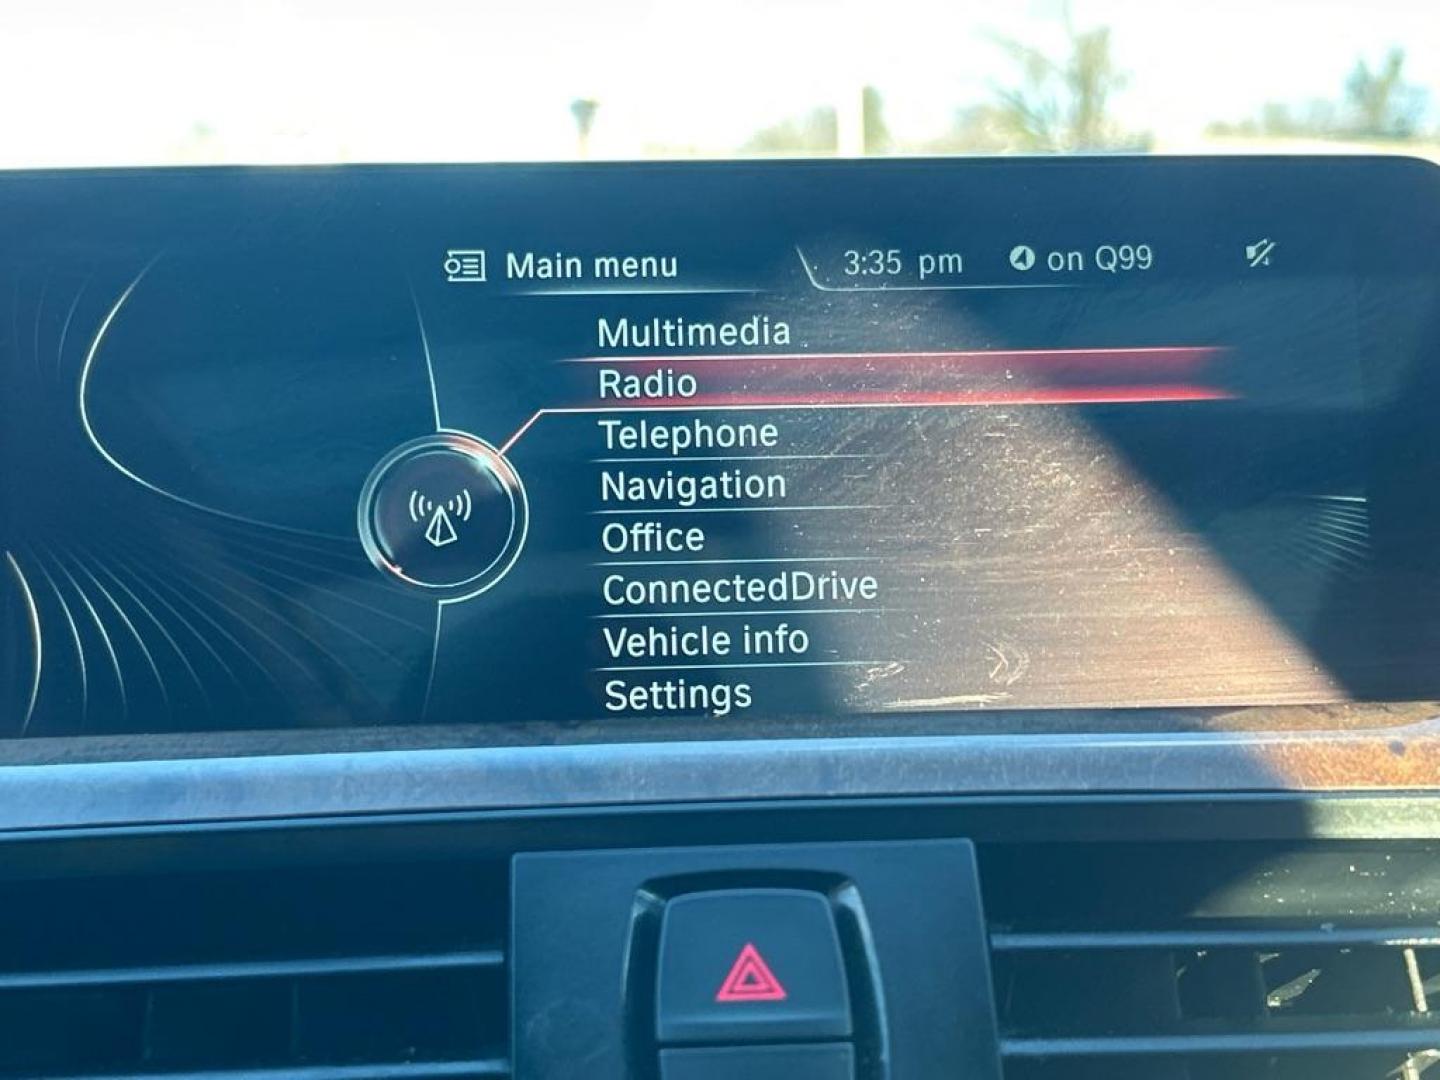 Main menu
3:35 pm
on Q99
Multimedia
Radio
Telephone
Navigation
Office
ConnectedDrive
Vehicle info
Settings